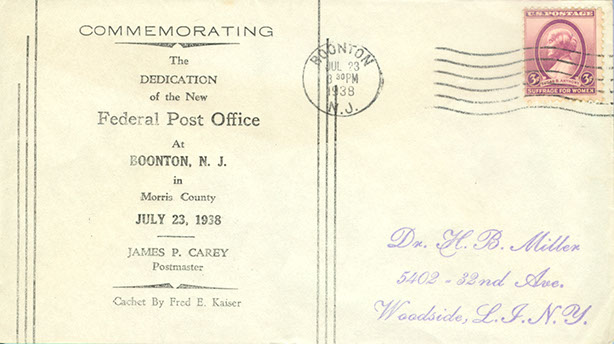 COMMEMORATING
The
DEDICATION
of the New
Federal Post Office
At
BOONTON, N. J.
in
Morris County
JULY 23, 1938
JAMES P. CAREY
Postmaster
Cachet By Fred E. Kaiser
BOONTON
JUL 23
3 30 PM
1938
N.J.
U.S. POSTAGE
3¢ 3¢
SUSAN B. ANTHONY
SUFFRAGE FOR WOMEN
Dr. H. B. Miller
5402 - 32nd Ave.
Woodside, L. I. N. Y.